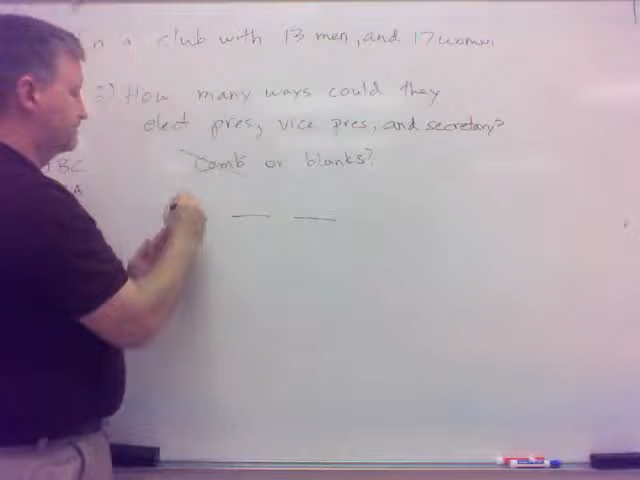 n a club with 13 men, and 17 women
How many ways could they
elect pres, vice pres, and secretary?
Comb or blanks?
BC
A